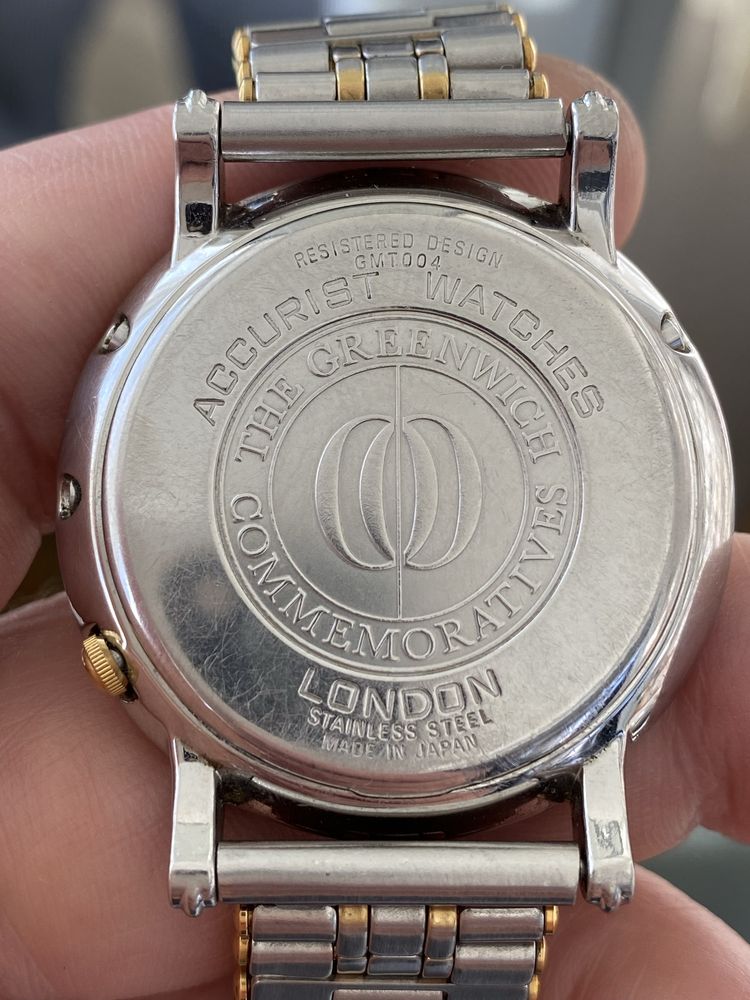 RESISTERED DESIGN
GMT004
ACCURIST WATCHES
THE GREENWICH
COMMEMORATIVES
LONDON
STAINLESS STEEL
MADE IN JAPAN